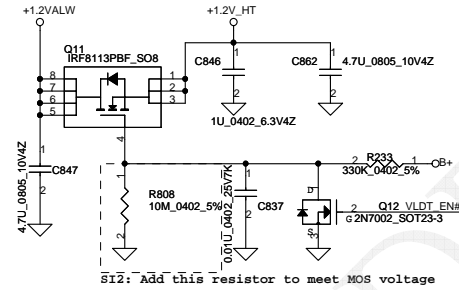 +1.2VALW
+1.2V_HT
Q11
IRF8113PBF_SO8
8
7
6
5
1
2
3
4
C846
1
2
1U_0402_6.3V4Z
C862
1
2
4.7U_0805_10V4Z
4.7U_0805_10V4Z
1
2
C847
1
2
R808
10M_0402_5%
0.01U_0402_25V7K
1
2
C837
R233
2
1
330K_0402_5%
B+
D
1
Q12
2
VLDT_EN#
G
2N7002_SOT23-3
S
3
SI2: Add this resistor to meet MOS voltage